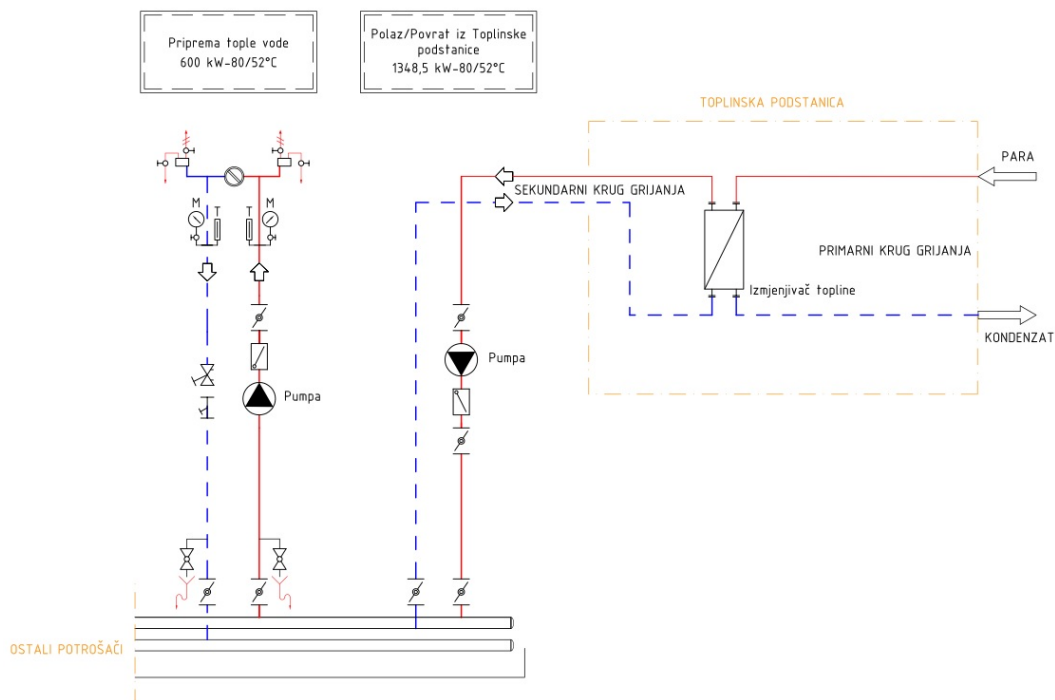 Priprema tople vode
600 kW-80/52°C
Polaz/Povrat iz Toplinske
podstanice
1348,5 kW-80/52°C
TOPLINSKA PODSTANICA
PARA
SEKUNDARNI KRUG GRIJANJA
M
T
T
M
PRIMARNI KRUG GRIJANJA
Izmjenjivač topline
KONDENZAT
Pumpa
Pumpa
OSTALI POTROŠAČI